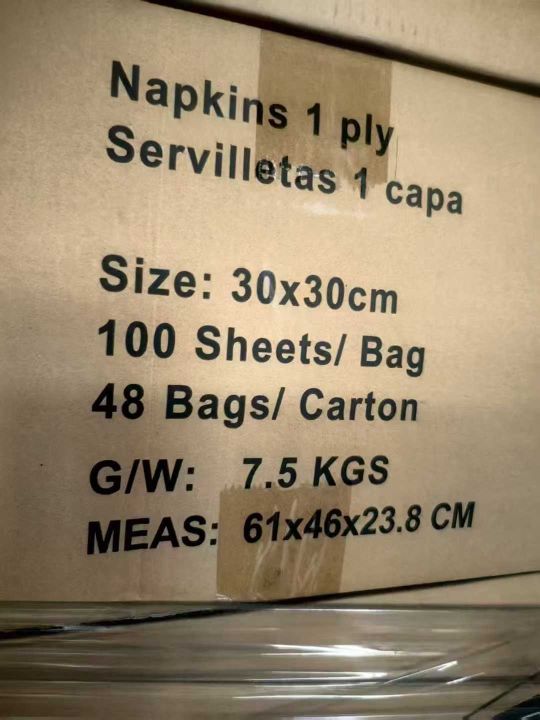 Napkins 1 ply
Servilletas 1 capa
Size: 30x30cm
100 Sheets/ Bag
48 Bags/ Carton
G/W: 7.5 KGS
MEAS: 61x46x23.8 CM